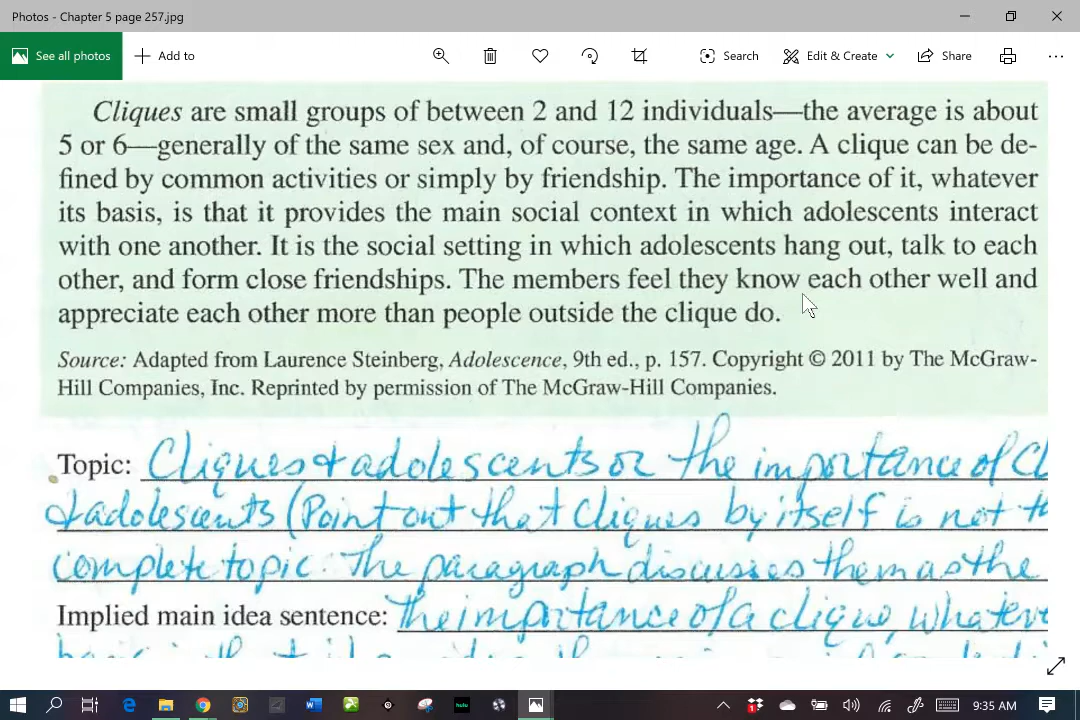 Photos - Chapter 5 page 257.jpg
See all photos
Add to
Search
Edit & Create
Share
Cliques are small groups of between 2 and 12 individuals—the average is about
5 or 6—generally of the same sex and, of course, the same age. A clique can be de-
fined by common activities or simply by friendship. The importance of it, whatever
its basis, is that it provides the main social context in which adolescents interact
with one another. It is the social setting in which adolescents hang out, talk to each
other, and form close friendships. The members feel they know each other well and
appreciate each other more than people outside the clique do.
Source: Adapted from Laurence Steinberg, Adolescence, 9th ed., p. 157. Copyright © 2011 by The McGraw-
Hill Companies, Inc. Reprinted by permission of The McGraw-Hill Companies.
Topic: Cliques & adolescents or the importance of Cl
& adolescents (Point out that Cliques by itself is not th
complete topic. The paragraph discusses them as the
Implied main idea sentence: The importance of a clique, whateve
hulu
1
9:35 AM